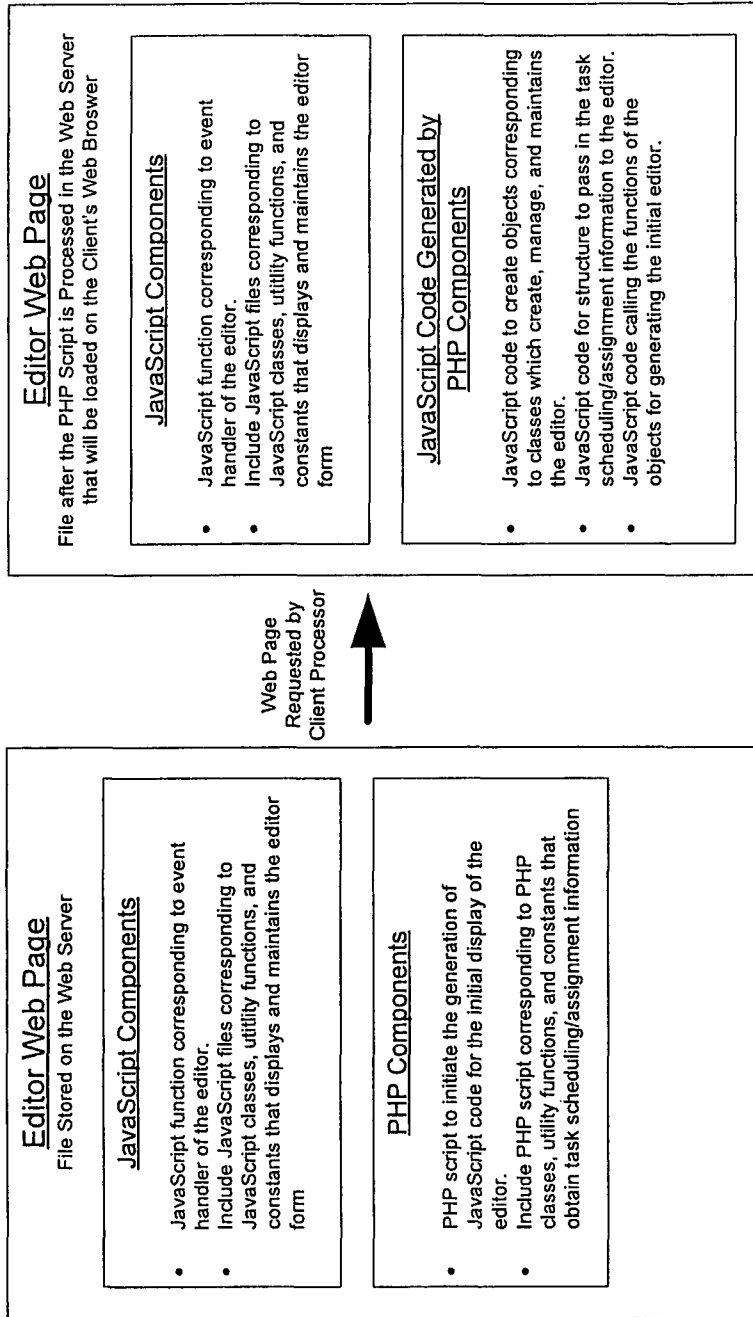 Editor Web Page
File Stored on the Web Server
JavaScript Components
• JavaScript function corresponding to event
handler of the editor.
• Include JavaScript files corresponding to
JavaScript classes, utitlity functions, and
constants that displays and maintains the editor
form
PHP Components
• PHP script to initiate the generation of
JavaScript code for the initial display of the
editor.
• Include PHP script corresponding to PHP
classes, utility functions, and constants that
obtain task scheduling/assignment information
Web Page
Requested by
Client Processor
Editor Web Page
File after the PHP Script is Processed in the Web Server
that will be loaded on the Client's Web Broswer
JavaScript Components
• JavaScript function corresponding to event
handler of the editor.
• Include JavaScript files corresponding to
JavaScript classes, utitlity functions, and
constants that displays and maintains the editor
form
JavaScript Code Generated by
PHP Components
• JavaScript code to create objects corresponding
to classes which create, manage, and maintains
the editor.
• JavaScript code for structure to pass in the task
scheduling/assignment information to the editor.
• JavaScript code calling the functions of the
objects for generating the initial editor.